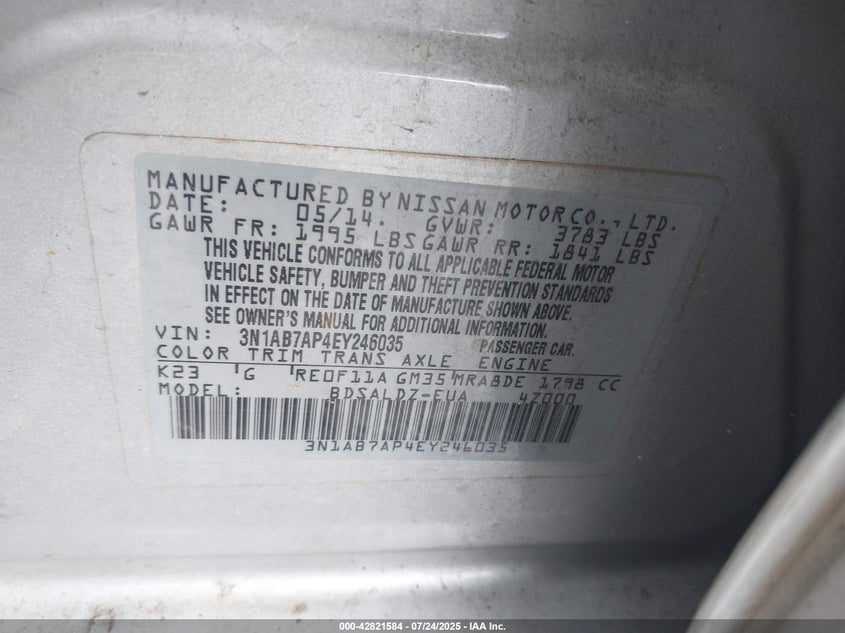 MANUFACTURED BY NISSAN MOTOR CO., LTD.
DATE: 05/14. GVWR: 3783 LBS
GAWR FR: 1995 LBS GAWR RR: 1841 LBS
THIS VEHICLE CONFORMS TO ALL APPLICABLE FEDERAL MOTOR
VEHICLE SAFETY, BUMPER AND THEFT PREVENTION STANDARDS
IN EFFECT ON THE DATE OF MANUFACTURE SHOWN ABOVE.
SEE OWNER'S MANUAL FOR ADDITIONAL INFORMATION.
VIN: 3N1AB7AP4EY246035 PASSENGER CAR
COLOR TRIM TRANS AXLE ENGINE
K23 G RE0F11A GM35 MRA8DE 1798 CC
MODEL: BDSALDZ-EUA 4Z000
3N1AB7AP4EY246035
000-42821584 - 07/24/2025 - IAA Inc.